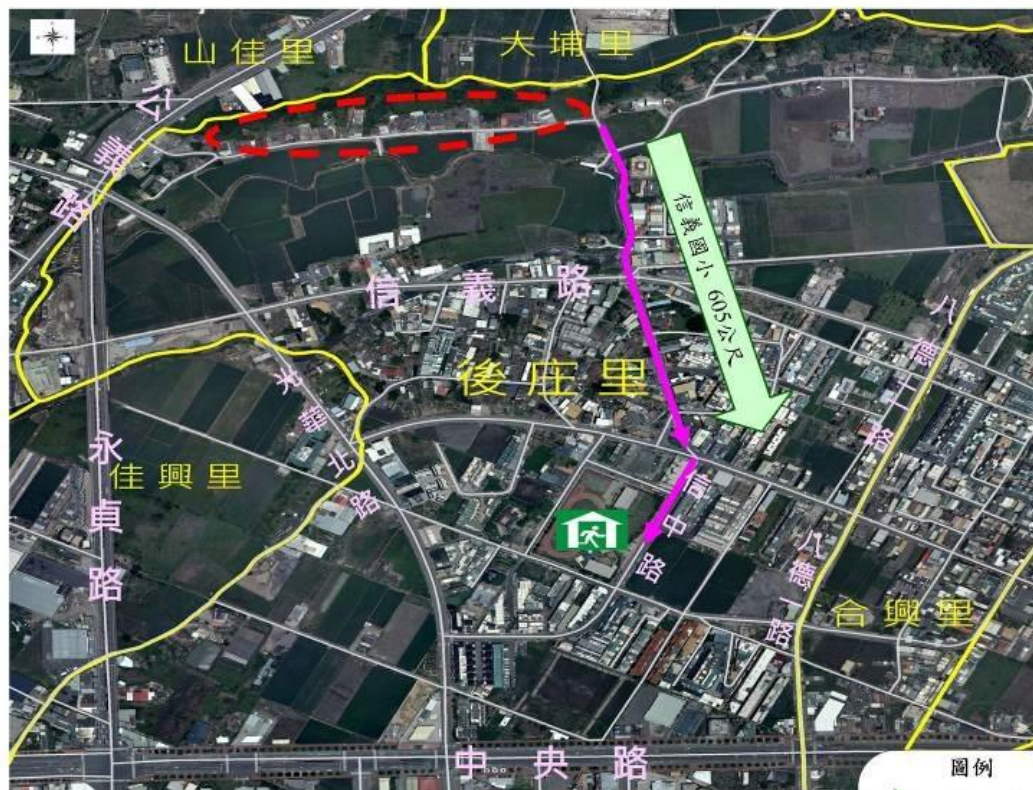 山佳里
大埔里
公義路
信義國小 605公尺
信義路
八德一路
後庄里
光華北路
佳興里
永貞路
信中路
八德一路
合興里
中央路
圖例